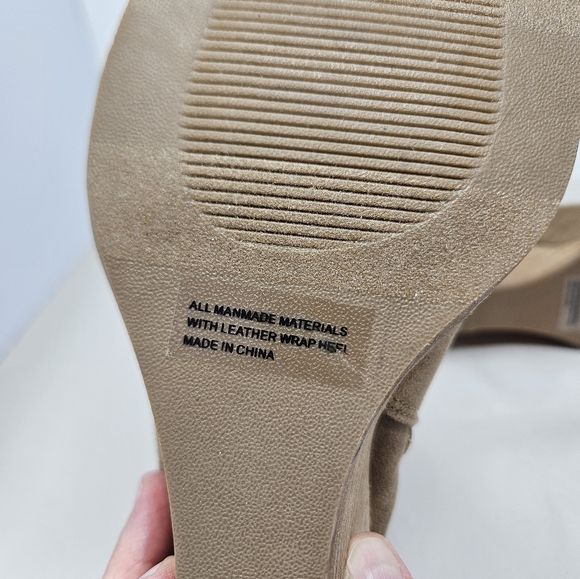 ALL MANMADE MATERIALS
WITH LEATHER WRAP HEEL
MADE IN CHINA